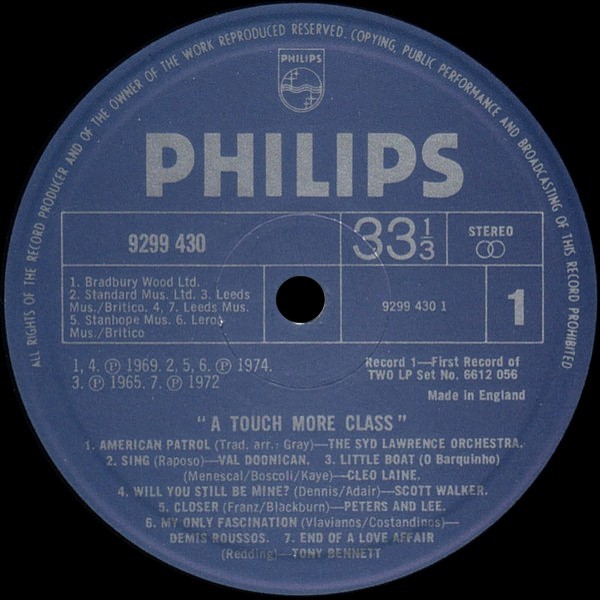 ALL RIGHTS OF THE RECORD PRODUCER AND OF THE OWNER OF THE WORK REPRODUCED RESERVED. COPYING, PUBLIC PERFORMANCE AND BROADCASTING OF THIS RECORD PROHIBITED
PHILIPS
PHILIPS
9299 430
33 1/3
STEREO
1. Bradbury Wood Ltd.
2. Standard Mus. Ltd. 3. Leeds
Mus./Britico. 4, 7. Leeds Mus.
5. Stanhope Mus. 6. Leros
Mus./Britico
9299 430 1
1
1, 4. Ⓟ 1969. 2, 5, 6. Ⓟ 1974.
3. Ⓟ 1965. 7. Ⓟ 1972
Record 1—First Record of
TWO LP Set No. 6612 056
Made in England
"A TOUCH MORE CLASS"
1. AMERICAN PATROL (Trad. arr.: Gray)—THE SYD LAWRENCE ORCHESTRA.
2. SING (Raposo)—VAL DOONICAN. 3. LITTLE BOAT (O Barquinho)
(Menescal/Boscoli/Kaye)—CLEO LAINE.
4. WILL YOU STILL BE MINE? (Dennis/Adair)—SCOTT WALKER.
5. CLOSER (Franz/Blackburn)—PETERS AND LEE.
6. MY ONLY FASCINATION (Vlavianos/Costandinos)—
DEMIS ROUSSOS. 7. END OF A LOVE AFFAIR
(Redding)—TONY BENNETT